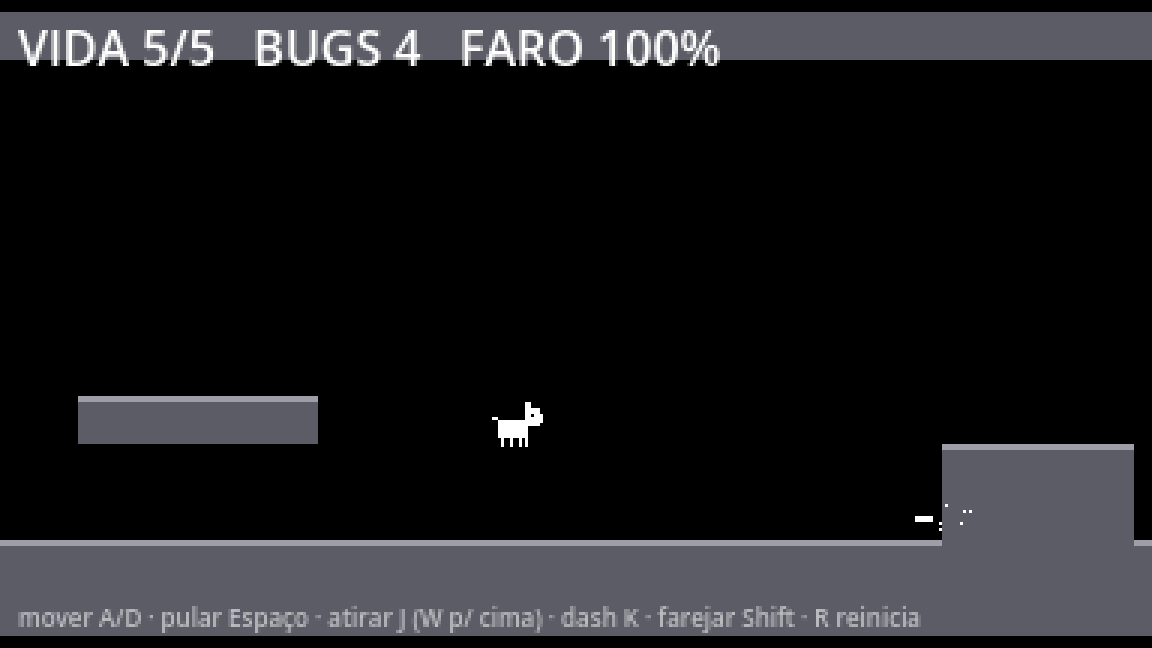 VIDA 5/5 BUGS 4 FARO 100%
mover A/D · pular Espaço · atirar J (W p/ cima) · dash K · farejar Shift · R reinicia